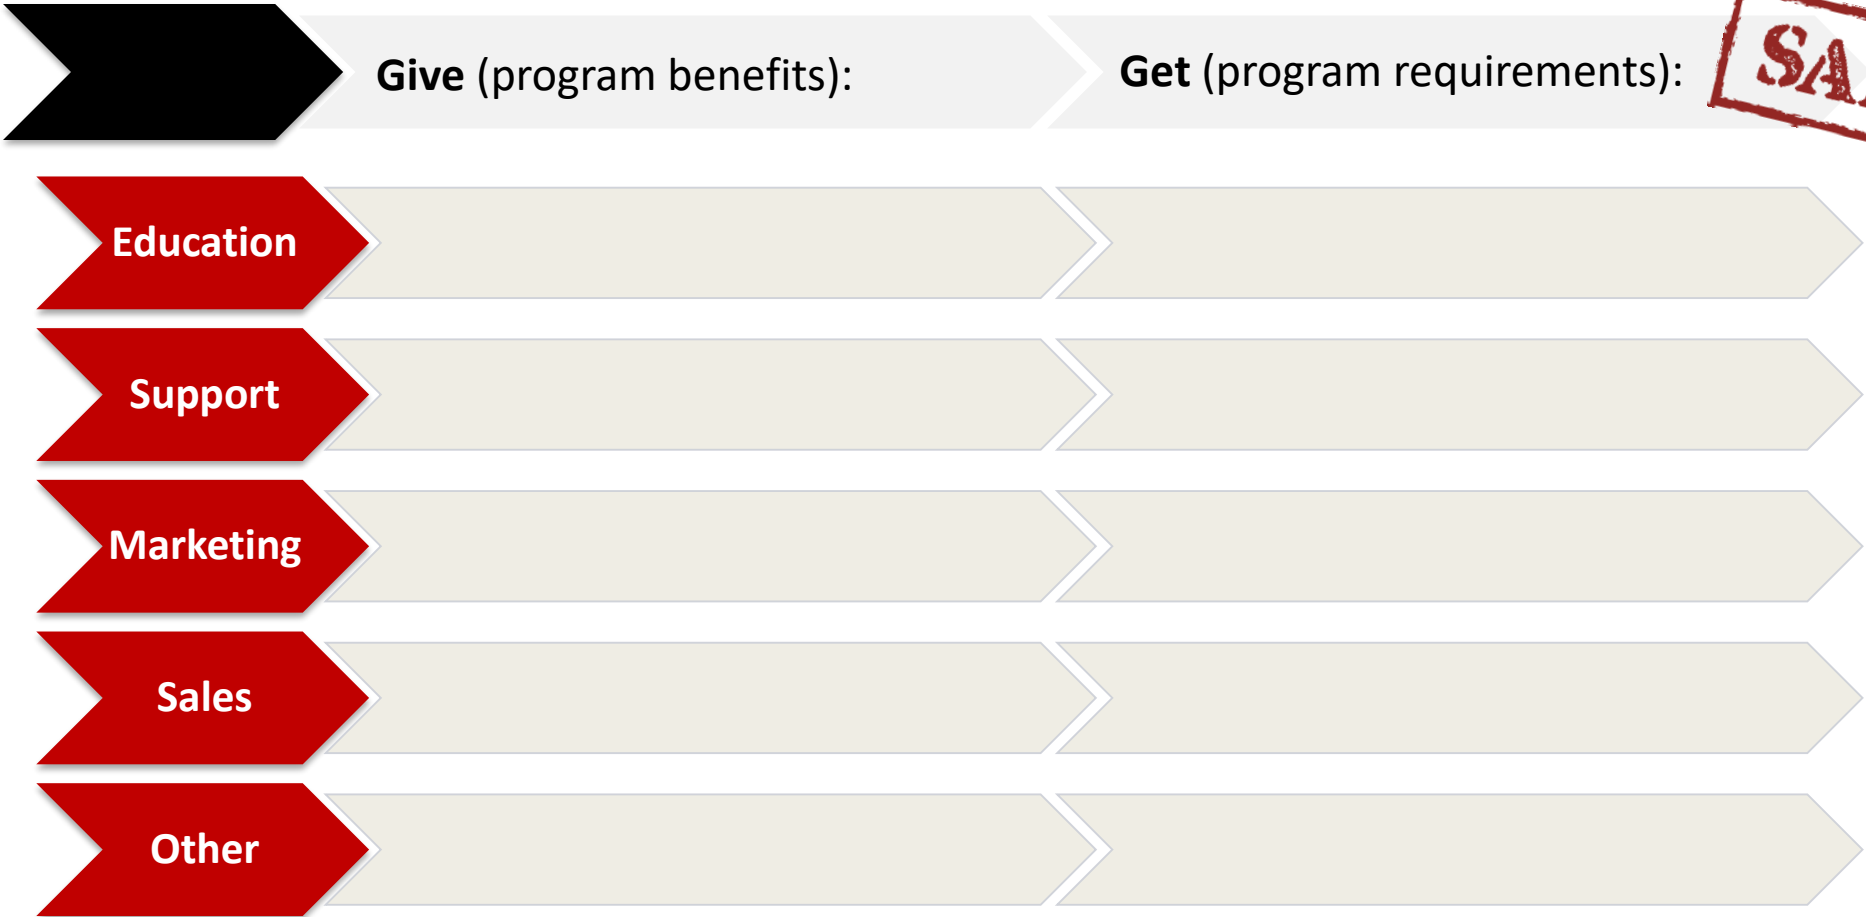 Give (program benefits):
Get (program requirements):
Education
Support
Marketing
Sales
Other